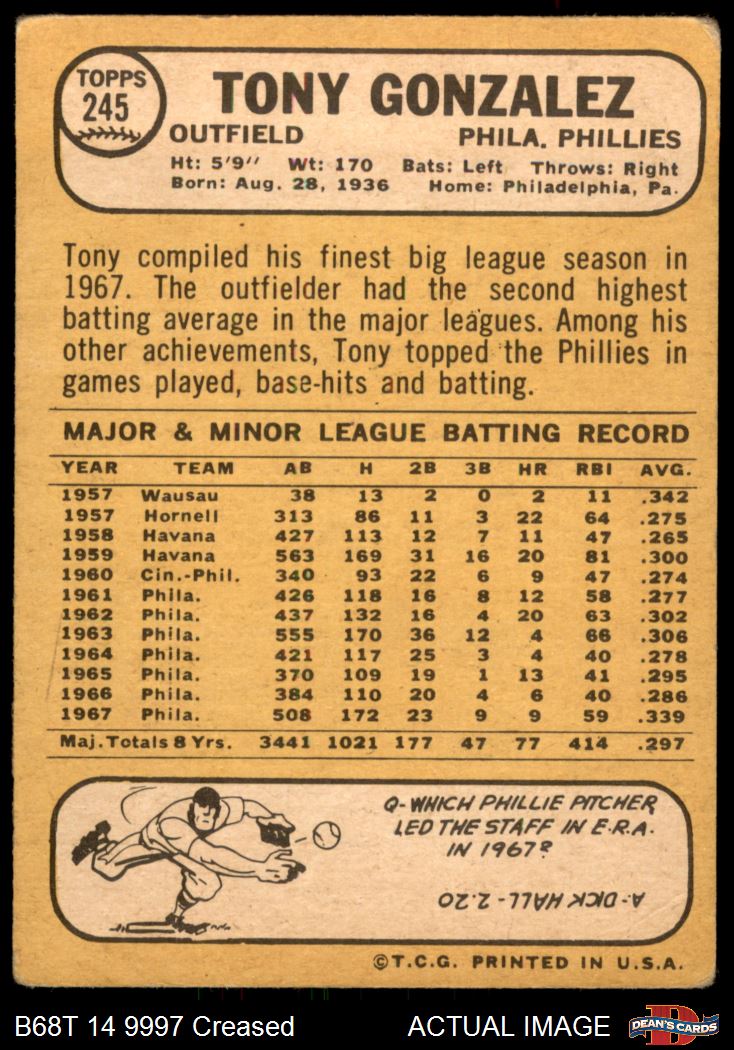 TOPPS
245
TONY GONZALEZ
OUTFIELD PHILA. PHILLIES
Ht: 5'9" Wt: 170 Bats: Left Throws: Right
Born: Aug. 28, 1936 Home: Philadelphia, Pa.
Tony compiled his finest big league season in
1967. The outfielder had the second highest
batting average in the major leagues. Among his
other achievements, Tony topped the Phillies in
games played, base-hits and batting.
MAJOR & MINOR LEAGUE BATTING RECORD
YEAR TEAM AB H 2B 3B HR RBI AVG.
1957 Wausau 38 13 2 0 2 11 .342
1957 Hornell 313 86 11 3 22 64 .275
1958 Havana 427 113 12 7 11 47 .265
1959 Havana 563 169 31 16 20 81 .300
1960 Cin.-Phil. 340 93 22 6 9 47 .274
1961 Phila. 426 118 16 8 12 58 .277
1962 Phila. 437 132 16 4 20 63 .302
1963 Phila. 555 170 36 12 4 66 .306
1964 Phila. 421 117 25 3 4 40 .278
1965 Phila. 370 109 19 1 13 41 .295
1966 Phila. 384 110 20 4 6 40 .286
1967 Phila. 508 172 23 9 9 59 .339
Maj. Totals 8 Yrs. 3441 1021 177 47 77 414 .297
Q-WHICH PHILLIE PITCHER
LED THE STAFF IN E.R.A.
IN 1967?
A-DICK HALL-2.20
©T.C.G. PRINTED IN U.S.A.
B68T 14 9997 Creased ACTUAL IMAGE
DEAN'S CARDS